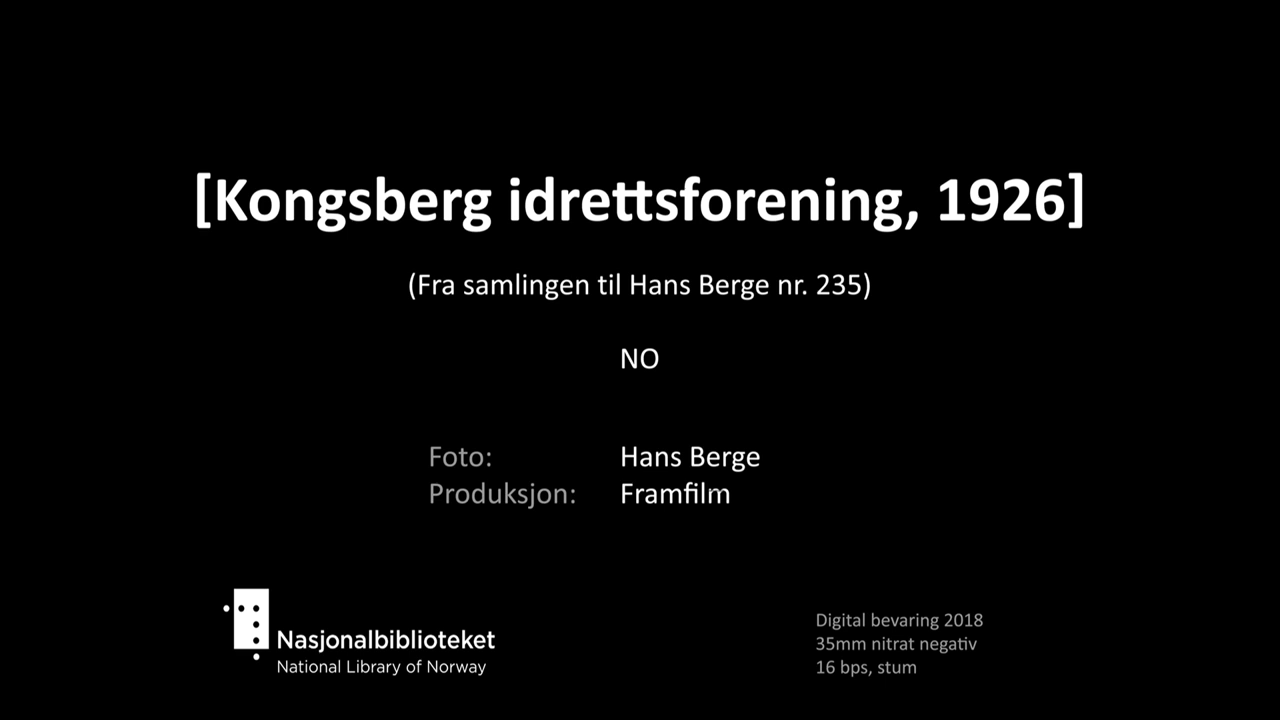 [Kongsberg idrettsforening, 1926]
(Fra samlingen til Hans Berge nr. 235)
NO
Foto: Hans Berge
Produksjon: Framfilm
Nasjonalbiblioteket
National Library of Norway
Digital bevaring 2018
35mm nitrat negativ
16 bps, stum